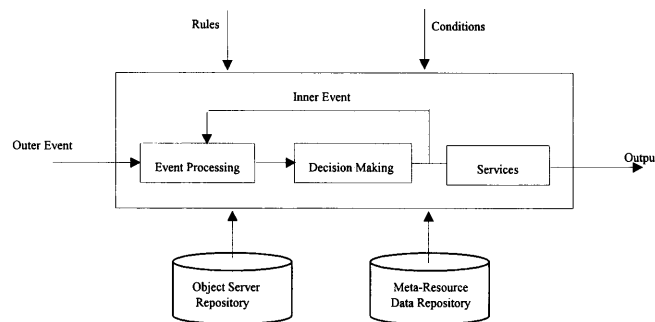 Rules
Conditions
Inner Event
Outer Event
Event Processing
Decision Making
Services
Outpu
Object Server
Repository
Meta-Resource
Data Repository